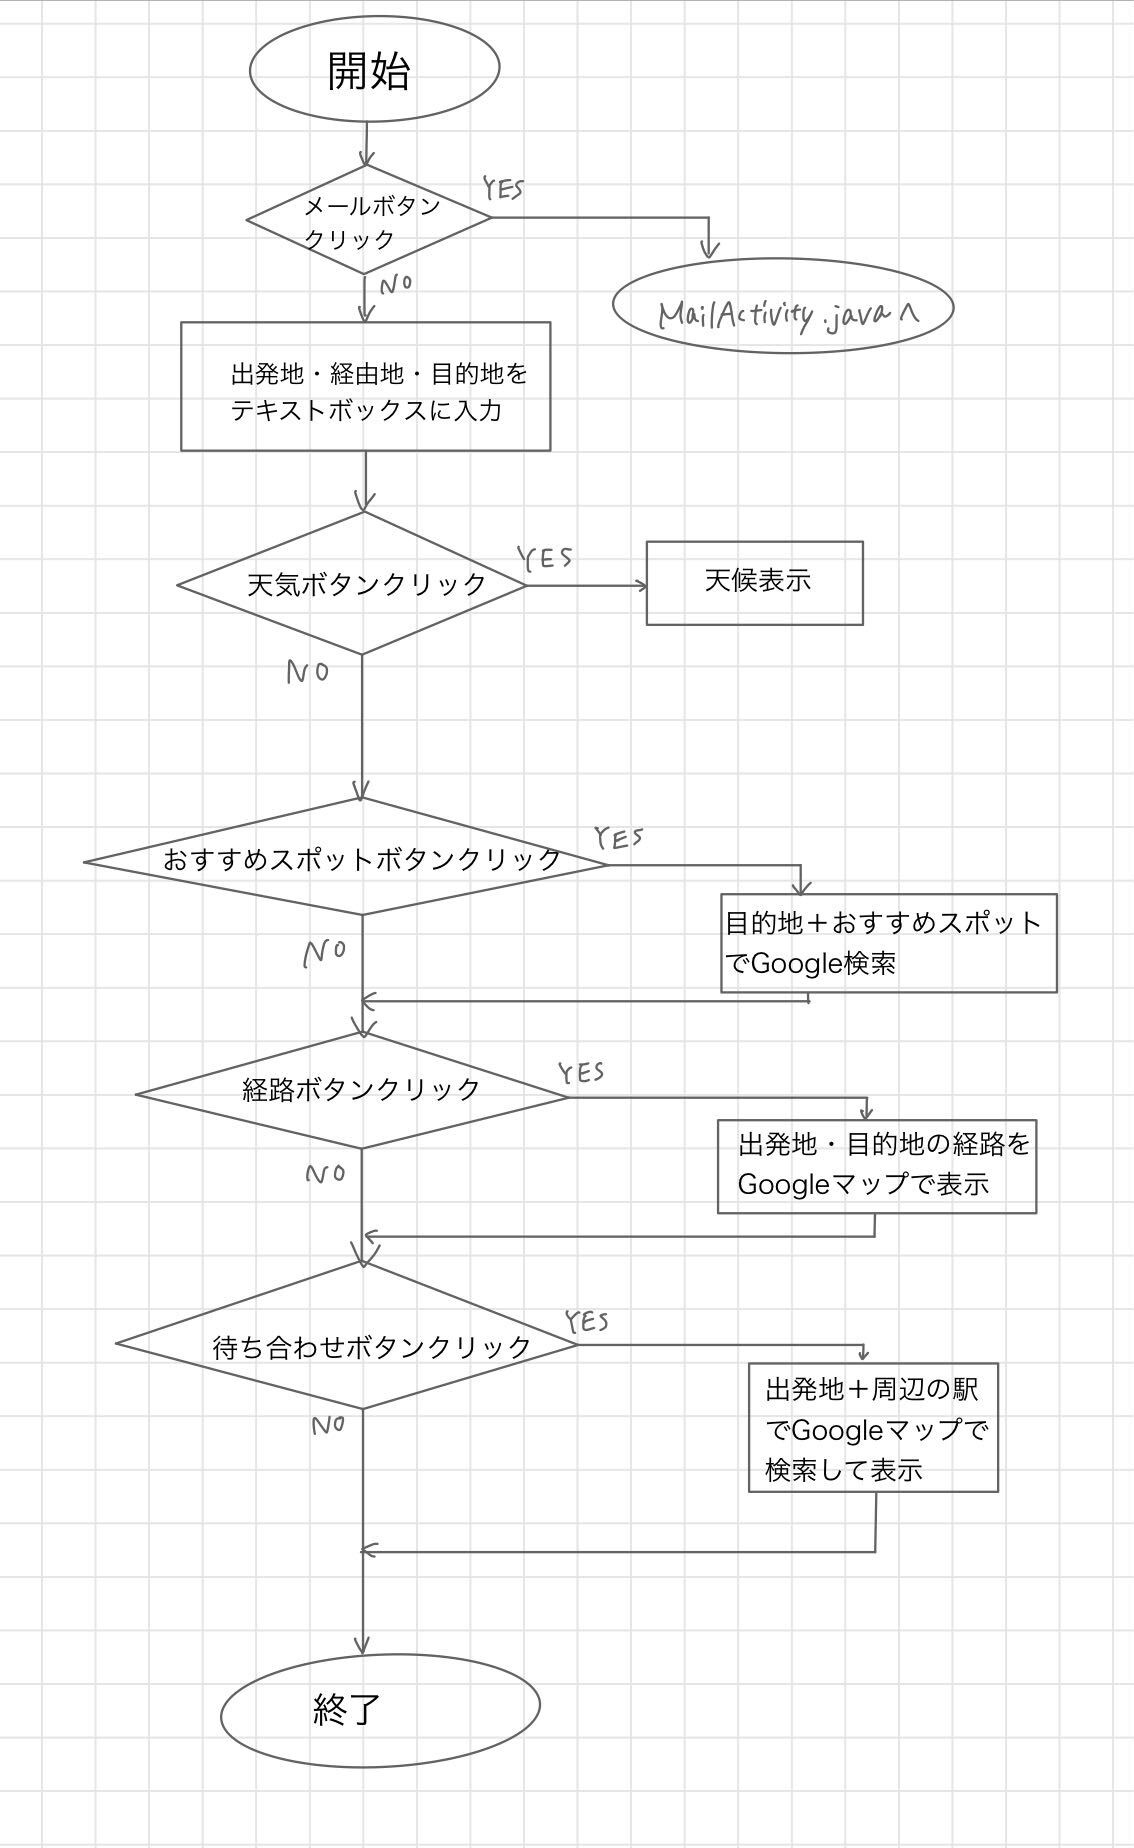 開始
YES
メールボタン
クリック
NO
MailActivity.javaへ
出発地・経由地・目的地を
テキストボックスに入力
YES
天気ボタンクリック
天候表示
NO
YES
おすすめスポットボタンクリック
目的地＋おすすめスポット
でGoogle検索
NO
YES
経路ボタンクリック
出発地・目的地の経路を
Googleマップで表示
NO
YES
待ち合わせボタンクリック
出発地＋周辺の駅
でGoogleマップで
検索して表示
NO
終了